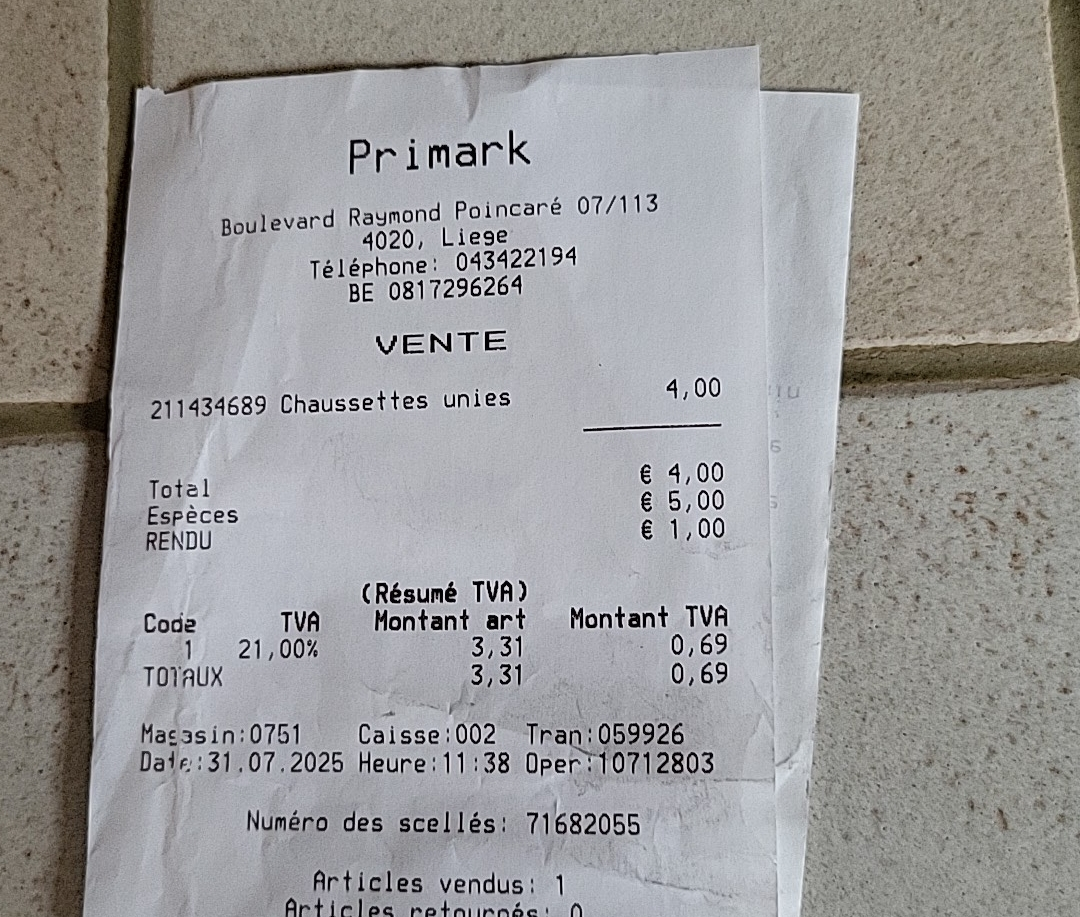 Primark
Boulevard Raymond Poincaré 07/113
4020, Liege
Téléphone: 043422194
BE 0817296264
VENTE
211434689 Chaussettes unies 4,00
Total € 4,00
Espèces € 5,00
RENDU € 1,00
(Résumé TVA)
Code TVA Montant art Montant TVA
1 21,00% 3,31 0,69
TOTAUX 3,31 0,69
Magasin:0751 Caisse:002 Tran:059926
Date:31.07.2025 Heure:11:38 Oper:10712803
Numéro des scellés: 71682055
Articles vendus: 1
Articles retournés: 0